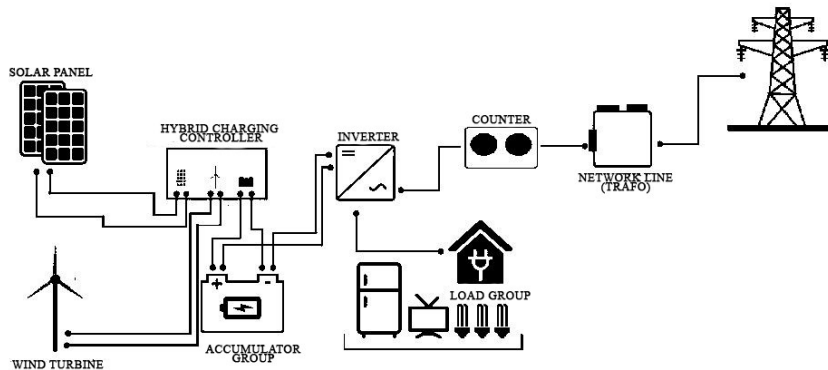 SOLAR PANEL
HYBRID CHARGING
CONTROLLER
INVERTER
COUNTER
NETWORK LINE
(TRAFO)
+
-
LOAD GROUP
ACCUMULATOR
GROUP
WIND TURBINE